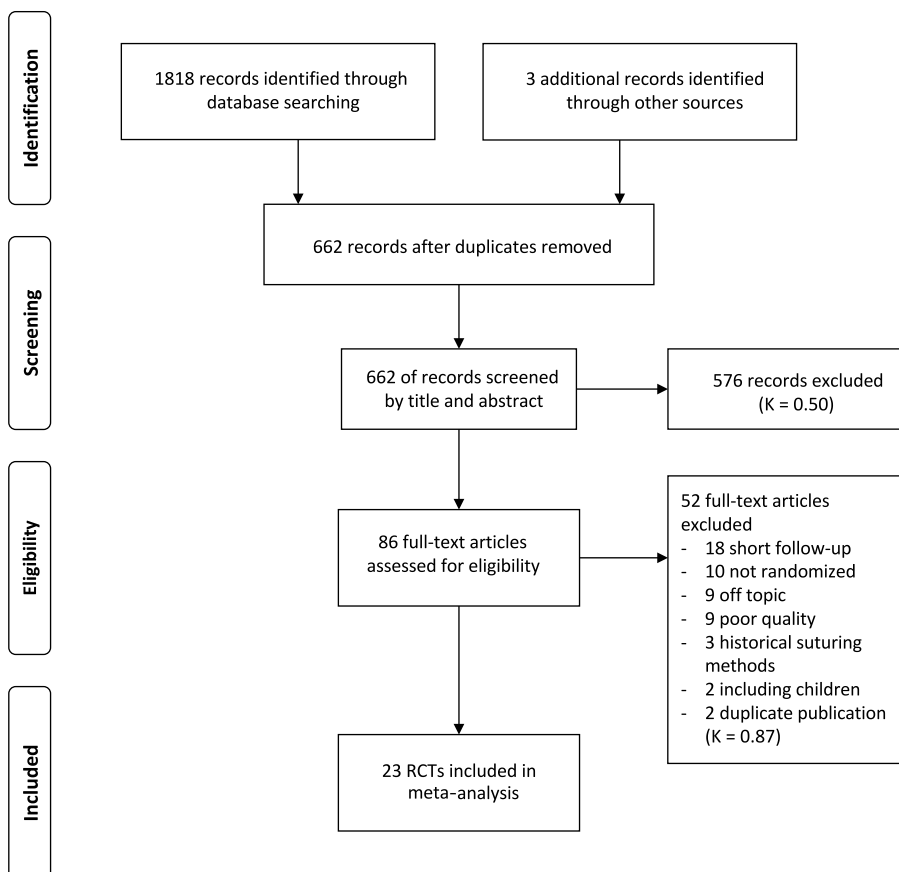 Identification
1818 records identified through
database searching
3 additional records identified
through other sources
662 records after duplicates removed
Screening
662 of records screened
by title and abstract
576 records excluded
(K = 0.50)
Eligibility
86 full-text articles
assessed for eligibility
52 full-text articles
excluded
- 18 short follow-up
- 10 not randomized
- 9 off topic
- 9 poor quality
- 3 historical suturing
methods
- 2 including children
- 2 duplicate publication
(K = 0.87)
Included
23 RCTs included in
meta-analysis